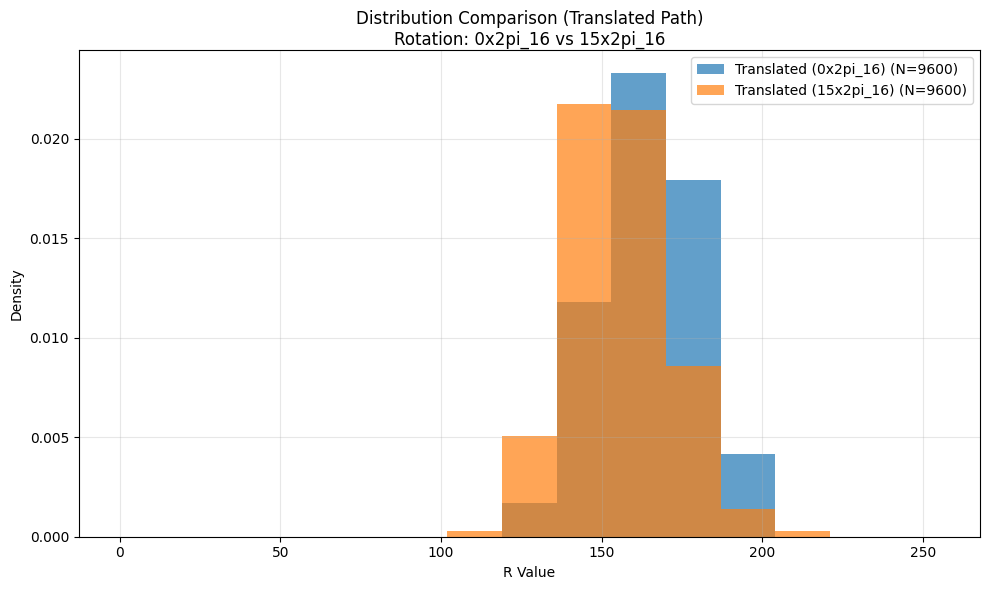 Distribution Comparison (Translated Path)
Rotation: 0x2pi_16 vs 15x2pi_16
Translated (0x2pi_16) (N=9600)
Translated (15x2pi_16) (N=9600)
Density
0.020
0.015
0.010
0.005
0.000
0 50 100 150 200 250
R Value